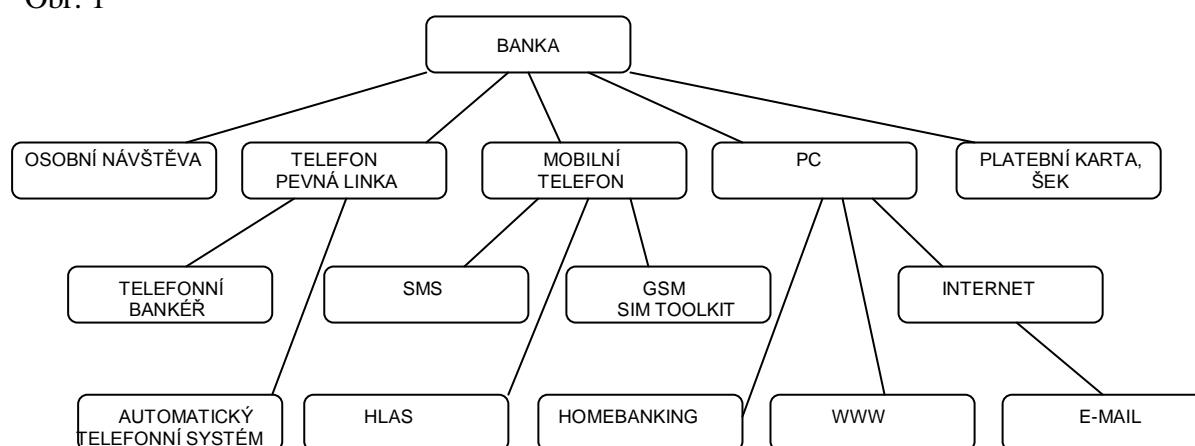 Obr. 1
BANKA
OSOBNÍ NÁVŠTĚVA
TELEFON
PEVNÁ LINKA
MOBILNÍ
TELEFON
PC
PLATEBNÍ KARTA,
ŠEK
TELEFONNÍ
BANKÉŘ
SMS
GSM
SIM TOOLKIT
INTERNET
AUTOMATICKÝ
TELEFONNÍ SYSTÉM
HLAS
HOMEBANKING
WWW
E-MAIL